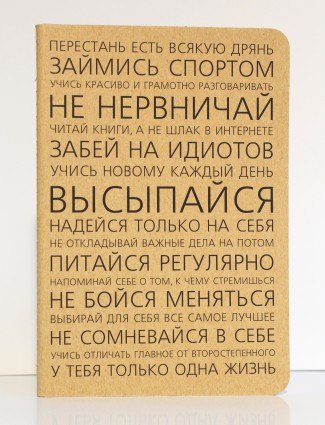 ПЕРЕСТАНЬ ЕСТЬ ВСЯКУЮ ДРЯНЬ
ЗАЙМИСЬ СПОРТОМ
УЧИСЬ КРАСИВО И ГРАМОТНО РАЗГОВАРИВАТЬ
НЕ НЕРВНИЧАЙ
ЧИТАЙ КНИГИ, А НЕ ШЛАК В ИНТЕРНЕТЕ
ЗАБЕЙ НА ИДИОТОВ
УЧИСЬ НОВОМУ КАЖДЫЙ ДЕНЬ
ВЫСЫПАЙСЯ
НАДЕЙСЯ ТОЛЬКО НА СЕБЯ
НЕ ОТКЛАДЫВАЙ ВАЖНЫЕ ДЕЛА НА ПОТОМ
ПИТАЙСЯ РЕГУЛЯРНО
НАПОМИНАЙ СЕБЕ О ТОМ, К ЧЕМУ СТРЕМИШЬСЯ
НЕ БОЙСЯ МЕНЯТЬСЯ
ВЫБИРАЙ ДЛЯ СЕБЯ ВСЕ САМОЕ ЛУЧШЕЕ
НЕ СОМНЕВАЙСЯ В СЕБЕ
УЧИСЬ ОТЛИЧАТЬ ГЛАВНОЕ ОТ ВТОРОСТЕПЕННОГО
У ТЕБЯ ТОЛЬКО ОДНА ЖИЗНЬ